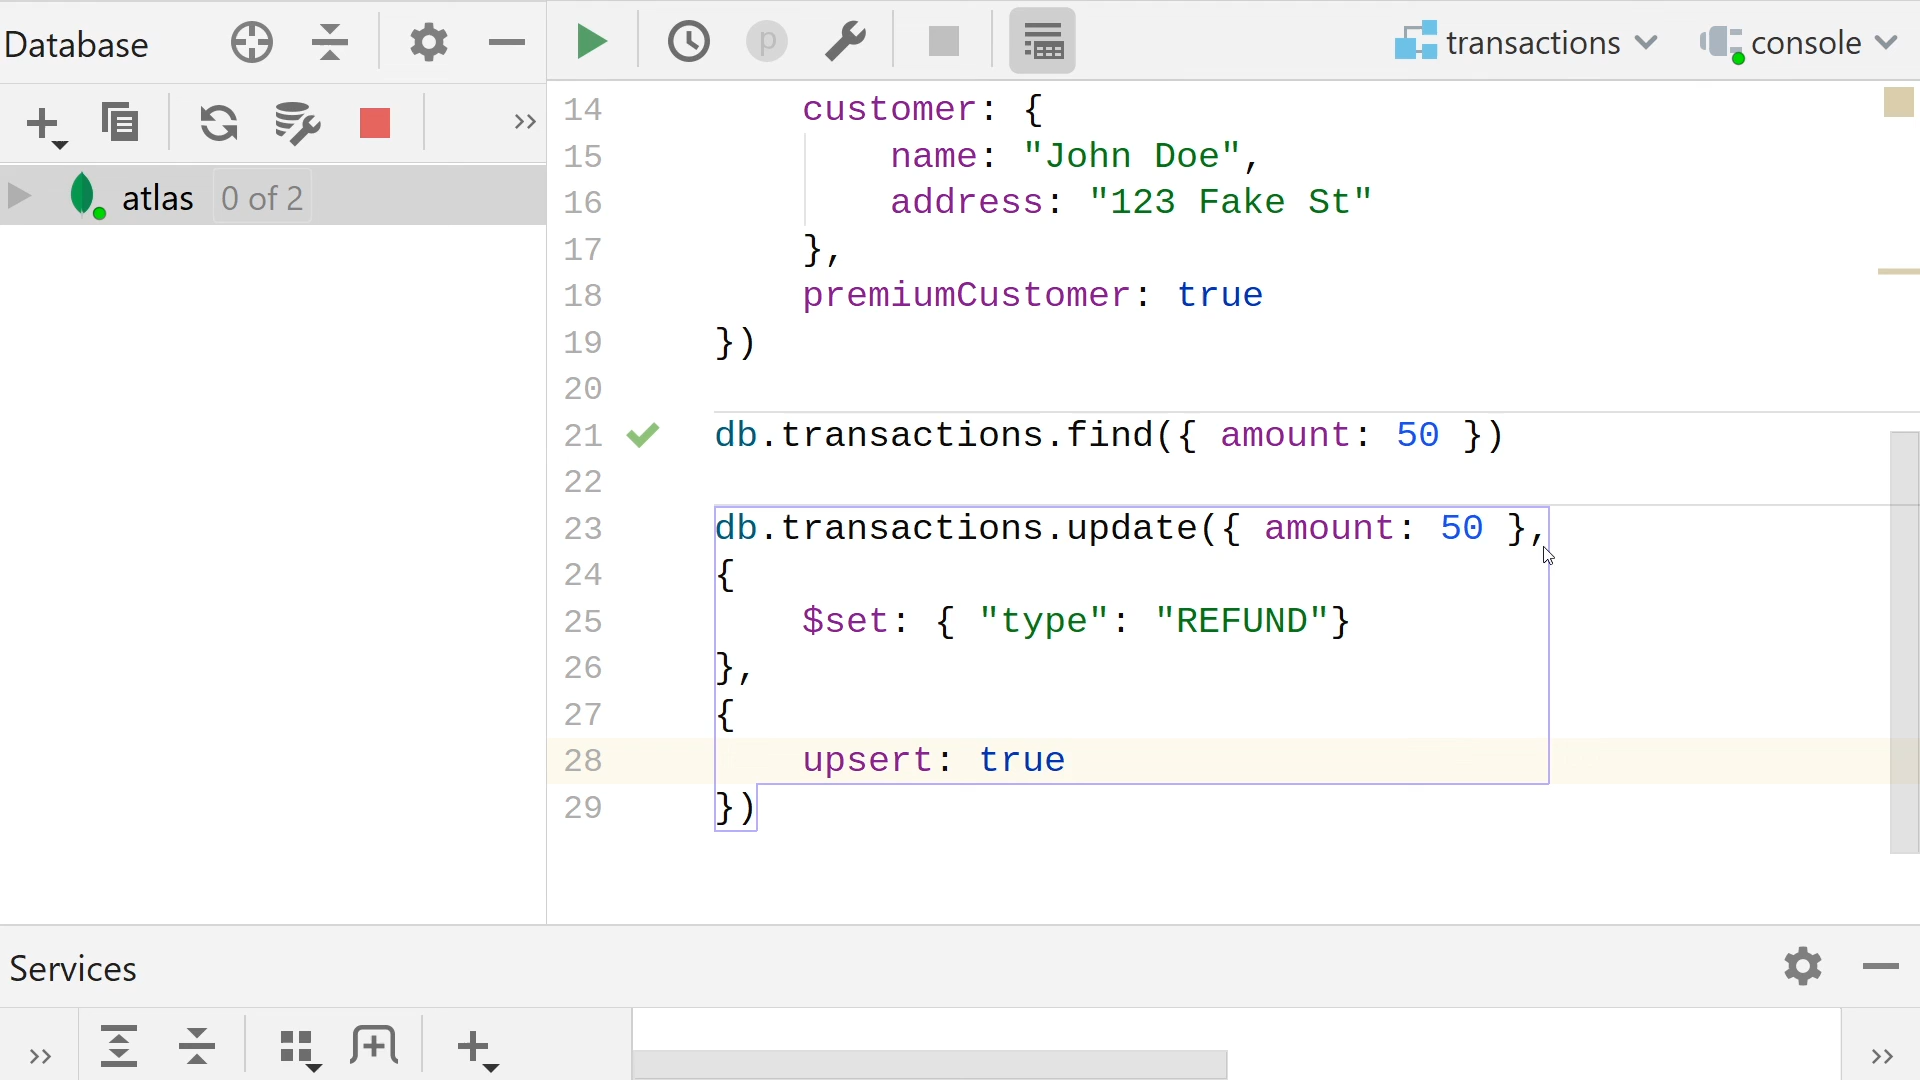 Database
transactions
console
atlas 0 of 2
14 customer: {
15 name: "John Doe",
16 address: "123 Fake St"
17 },
18 premiumCustomer: true
19 })
20
21 db.transactions.find({ amount: 50 })
22
23 db.transactions.update({ amount: 50 },
24 {
25 $set: { "type": "REFUND"}
26 },
27 {
28 upsert: true
29 })
Services